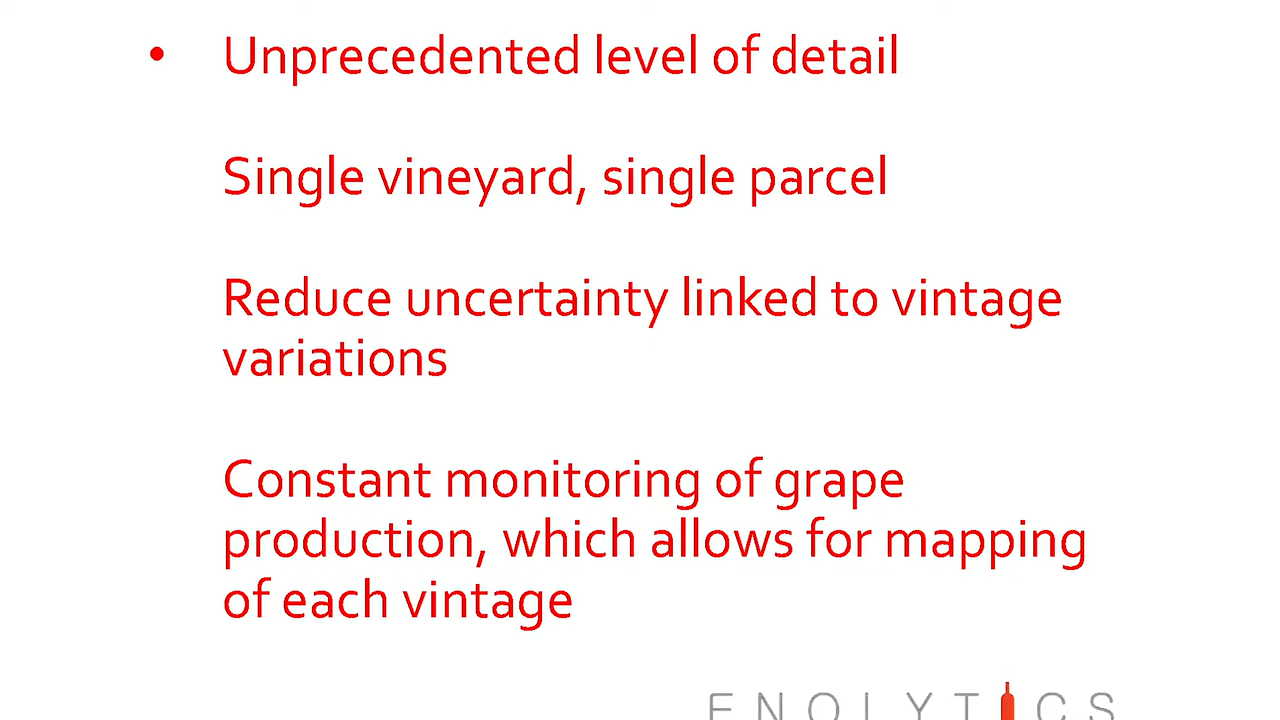 • Unprecedented level of detail
Single vineyard, single parcel
Reduce uncertainty linked to vintage
variations
Constant monitoring of grape
production, which allows for mapping
of each vintage
ENOLYTICS